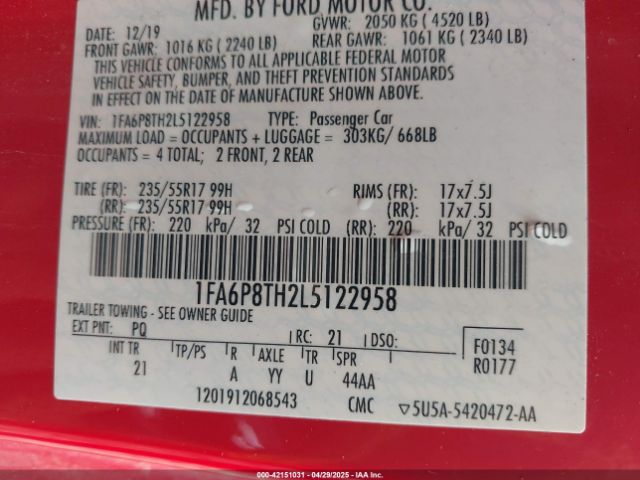 MFD. BY FORD MOTOR CO.
DATE: 12/19 GVWR: 2050 KG (4520 LB)
FRONT GAWR: 1016 KG (2240 LB) REAR GAWR: 1061 KG (2340 LB)
THIS VEHICLE CONFORMS TO ALL APPLICABLE FEDERAL MOTOR
VEHICLE SAFETY, BUMPER, AND THEFT PREVENTION STANDARDS
IN EFFECT ON THE DATE OF MANUFACTURE SHOWN ABOVE.
VIN: 1FA6P8TH2L5122958 TYPE: Passenger Car
MAXIMUM LOAD = OCCUPANTS + LUGGAGE = 303KG/ 668LB
OCCUPANTS = 4 TOTAL; 2 FRONT, 2 REAR
TIRE (FR): 235/55R17 99H RIMS (FR): 17x7.5J
(RR): 235/55R17 99H (RR): 17x7.5J
PRESSURE (FR): 220 kPa/ 32 PSI COLD (RR): 220 kPa/ 32 PSI COLD
1FA6P8TH2L5122958
TRAILER TOWING - SEE OWNER GUIDE
EXT PNT: PQ RC: 21 DSO: F0134
INT TR TP/PS R AXLE TR SPR R0177
21 A YY U 44AA
1201912068543 CMC ▽5U5A-5420472-AA
000-42151031 - 04/29/2025 - IAAI.COM